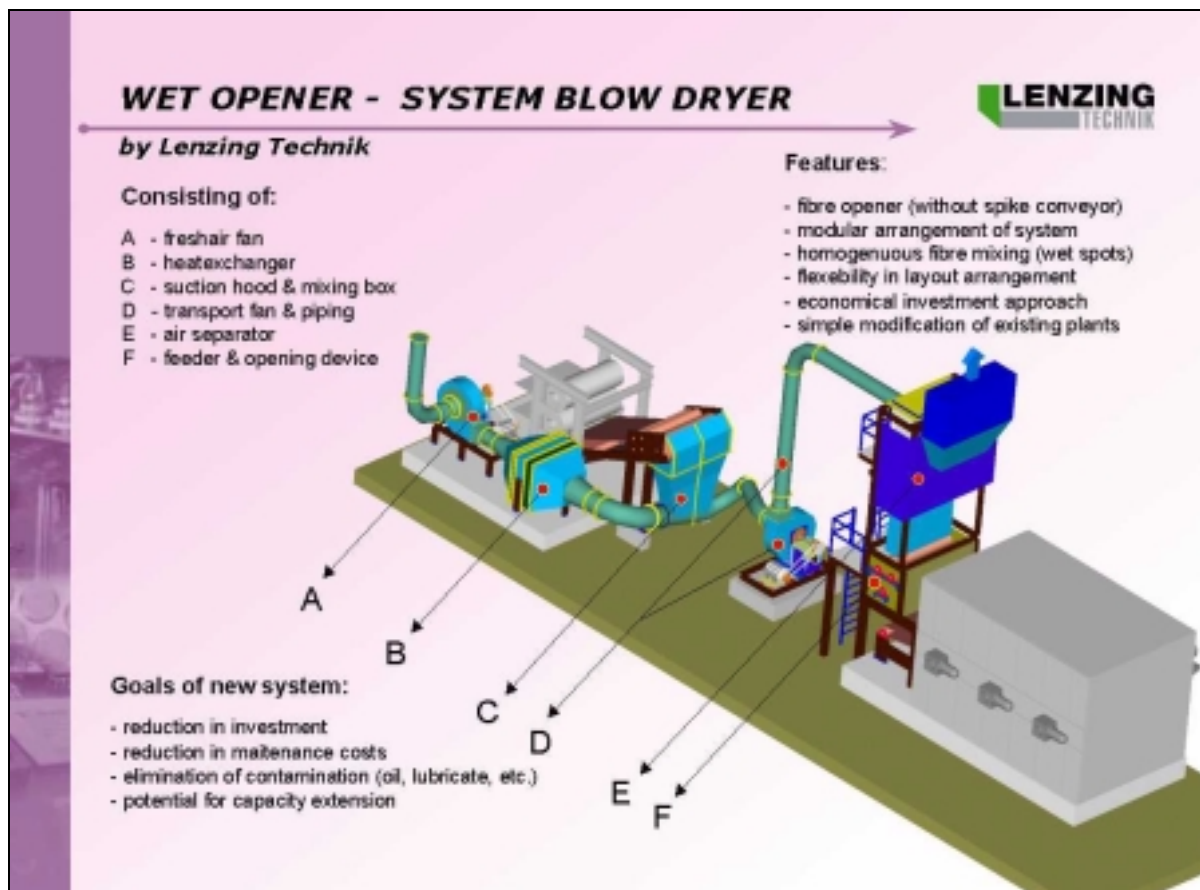 WET OPENER - SYSTEM BLOW DRYER
LENZING
TECHNIK
by Lenzing Technik
Consisting of:
A - freshair fan
B - heatexchanger
C - suction hood & mixing box
D - transport fan & piping
E - air separator
F - feeder & opening device
Features:
- fibre opener (without spike conveyor)
- modular arrangement of system
- homogenuous fibre mixing (wet spots)
- flexebility in layout arrangement
- economical investment approach
- simple modification of existing plants
A
B
C
D
E
F
Goals of new system:
- reduction in investment
- reduction in maitenance costs
- elimination of contamination (oil, lubricate, etc.)
- potential for capacity extension